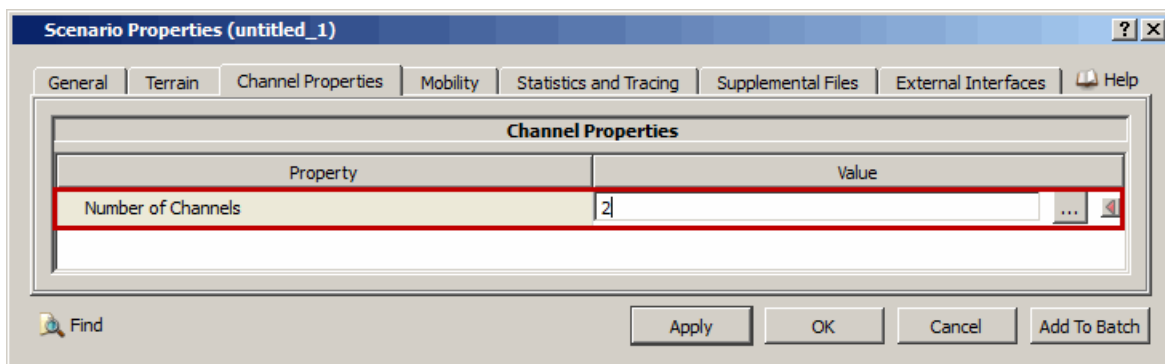 Scenario Properties (untitled_1)
General Terrain Channel Properties Mobility Statistics and Tracing Supplemental Files External Interfaces Help
Channel Properties
Property Value
Number of Channels 2 ...
Find Apply OK Cancel Add To Batch